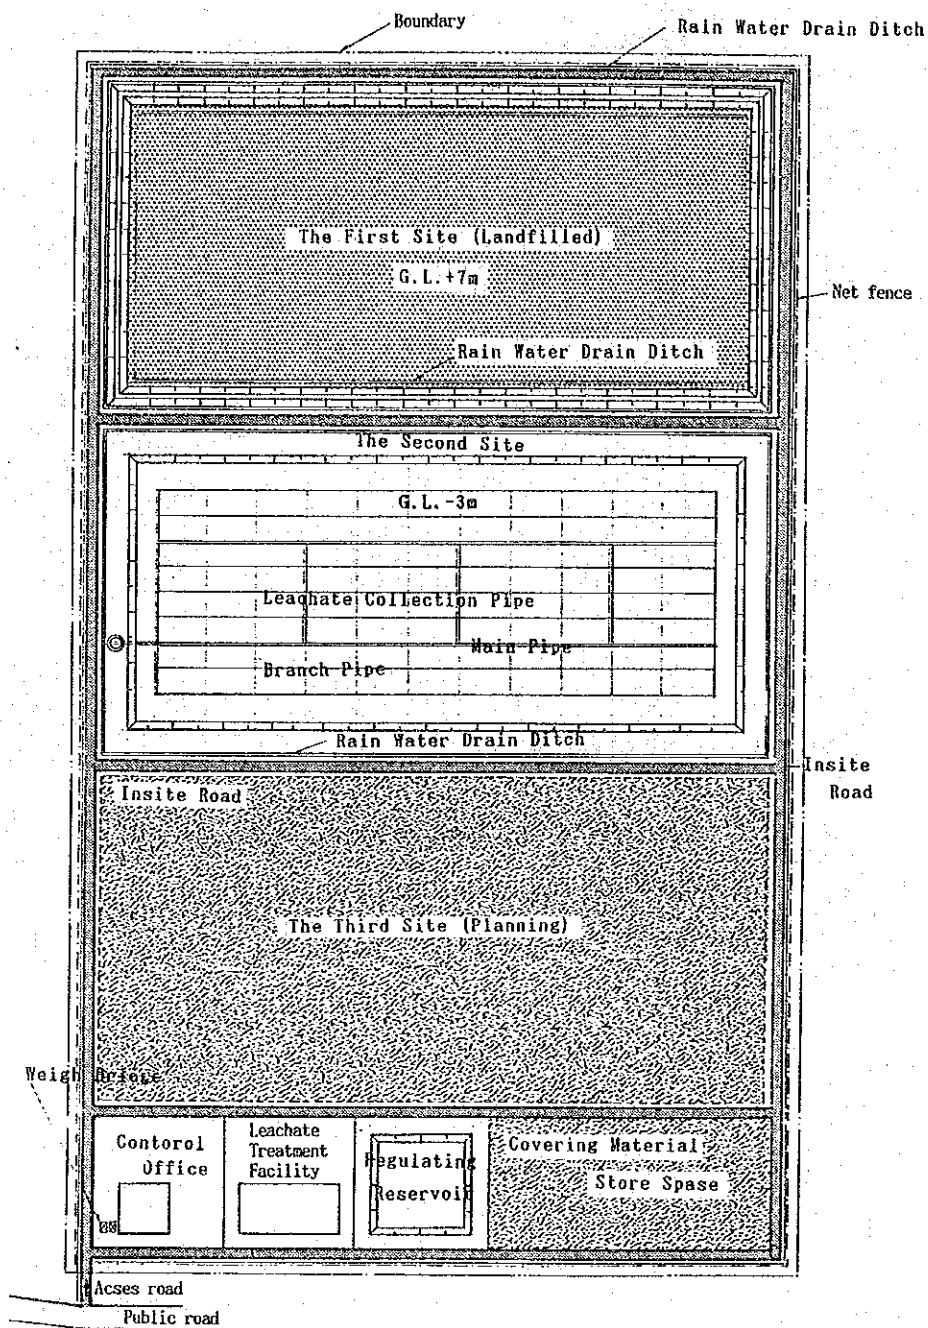 Boundary
Rain Water Drain Ditch
The First Site (Landfilled)
G.L.+7m
Net fence
Rain Water Drain Ditch
The Second Site
G.L.-3m
Leachate Collection Pipe
Main Pipe
Branch Pipe
Rain Water Drain Ditch
Insite
Road
Insite Road
The Third Site (Planning)
Weigh Bridge
Contorol
Office
Leachate
Treatment
Facility
Regulating
Reservoir
Covering Material
Store Spase
Acses road
Public road